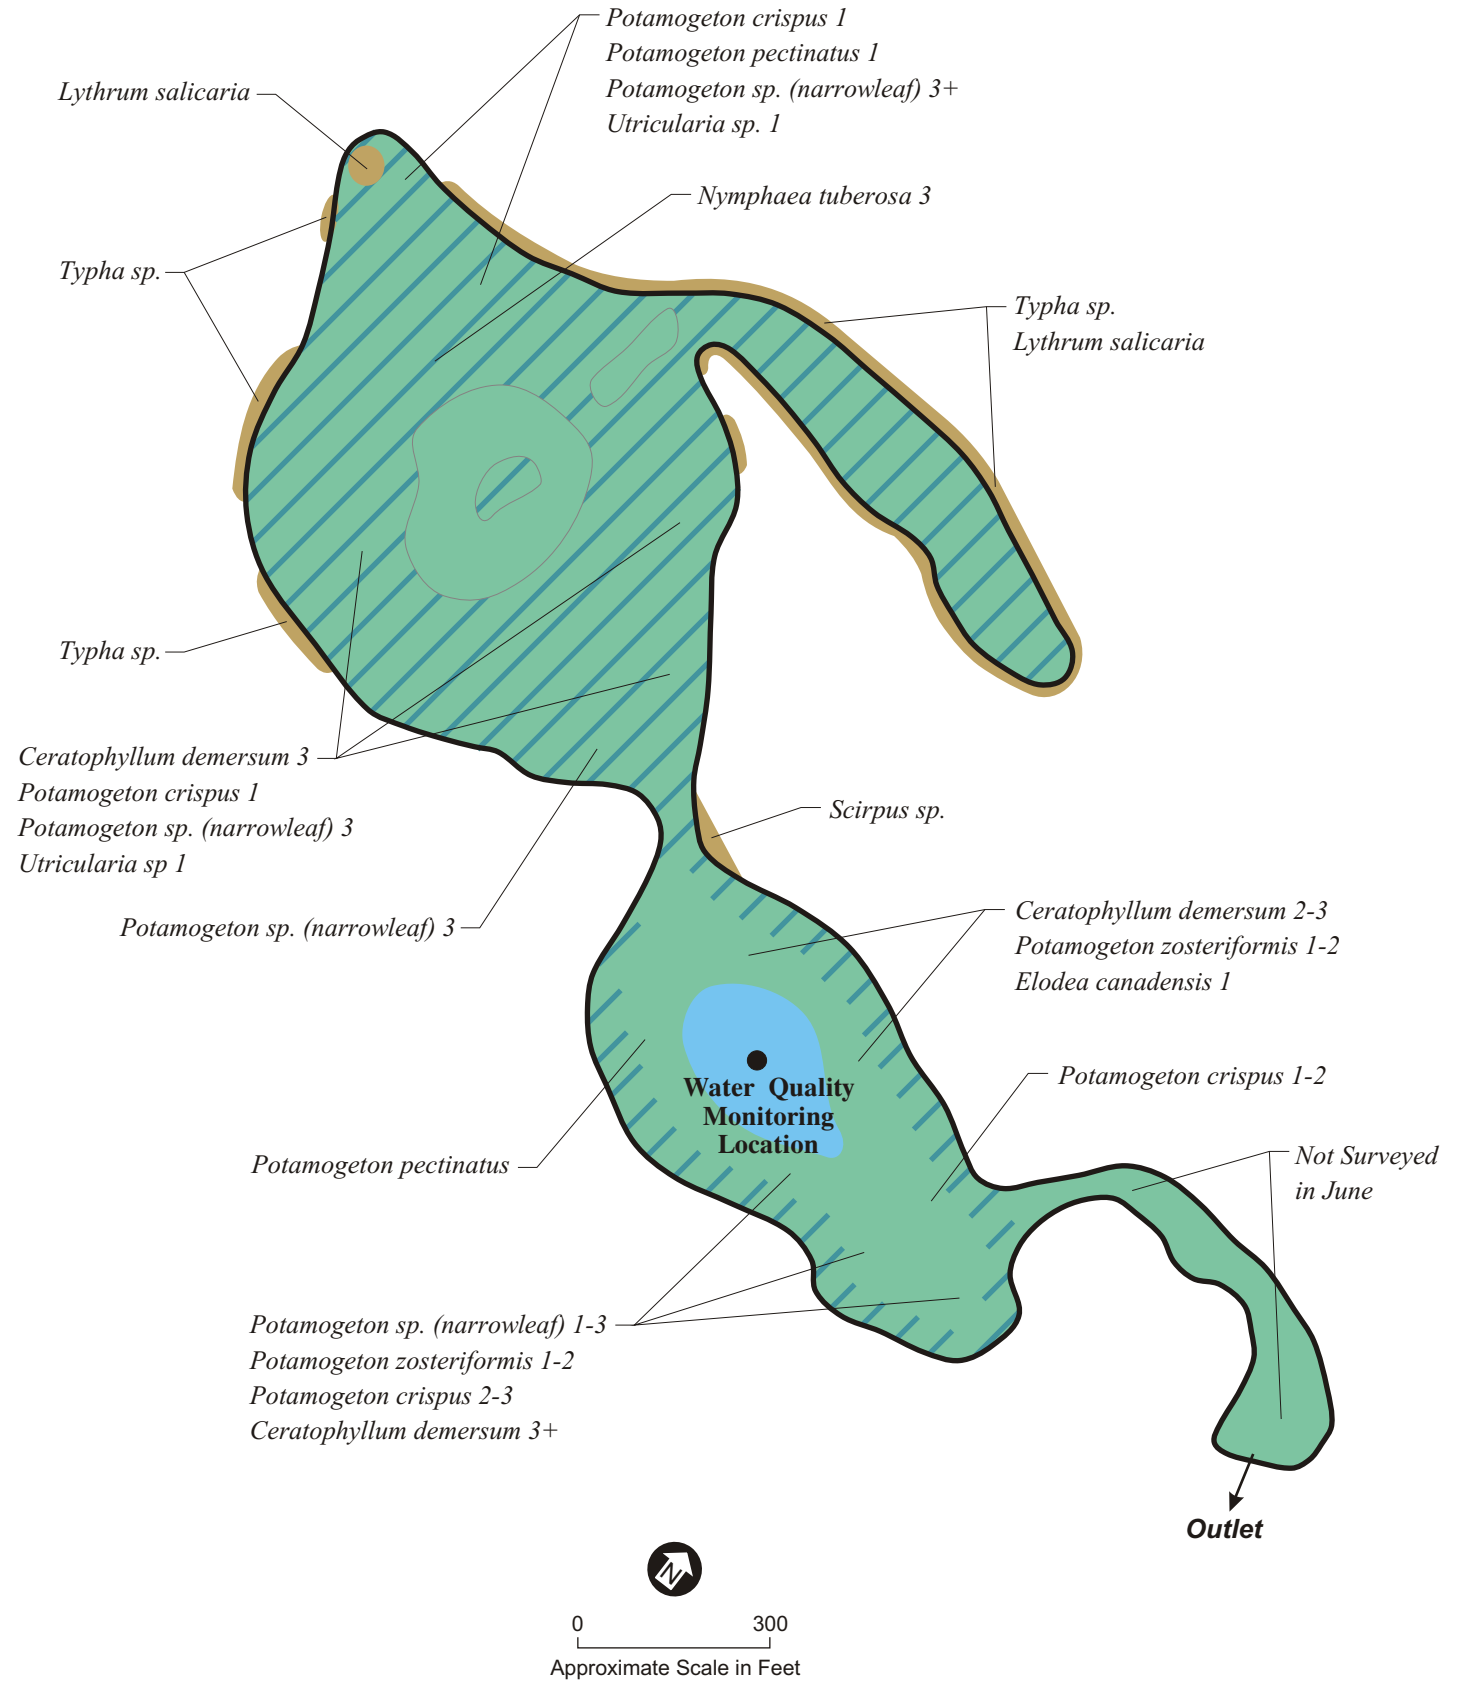 Potamogeton crispus 1
Potamogeton pectinatus 1
Potamogeton sp. (narrowleaf) 3+
Utricularia sp. 1
Lythrum salicaria
Nymphaea tuberosa 3
Typha sp.
Typha sp.
Lythrum salicaria
Typha sp.
Ceratophyllum demersum 3
Potamogeton crispus 1
Potamogeton sp. (narrowleaf) 3
Utricularia sp 1
Scirpus sp.
Potamogeton sp. (narrowleaf) 3
Ceratophyllum demersum 2-3
Potamogeton zosteriformis 1-2
Elodea canadensis 1
Water Quality
Monitoring
Location
Potamogeton crispus 1-2
Potamogeton pectinatus
Not Surveyed
in June
Potamogeton sp. (narrowleaf) 1-3
Potamogeton zosteriformis 1-2
Potamogeton crispus 2-3
Ceratophyllum demersum 3+
Outlet
N
0 300
Approximate Scale in Feet